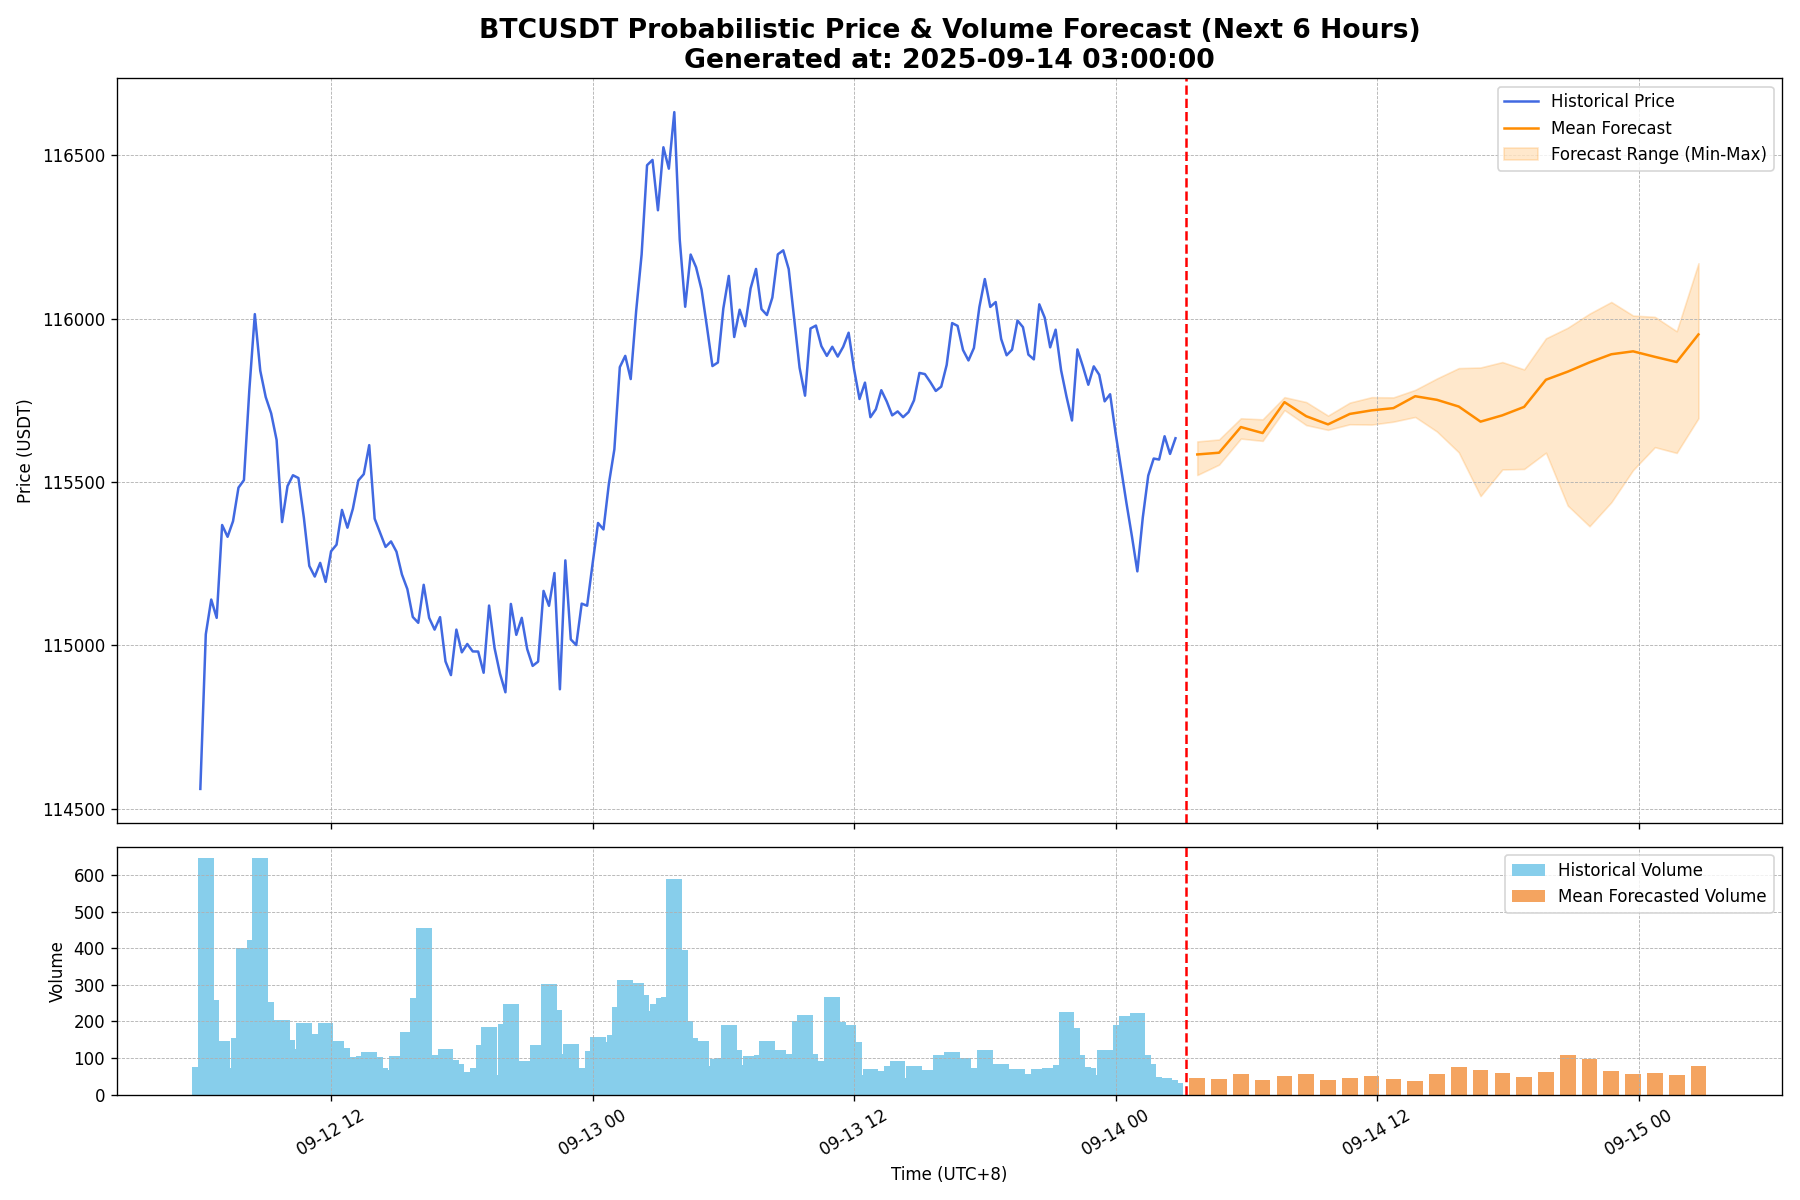 BTCUSDT Probabilistic Price & Volume Forecast (Next 6 Hours)
Generated at: 2025-09-14 03:00:00
Historical Price
Mean Forecast
Forecast Range (Min-Max)
Price (USDT)
116500
116000
115500
115000
114500
Historical Volume
Mean Forecasted Volume
Volume
600
500
400
300
200
100
0
09-12 12
09-13 00
09-13 12
09-14 00
09-14 12
09-15 00
Time (UTC+8)